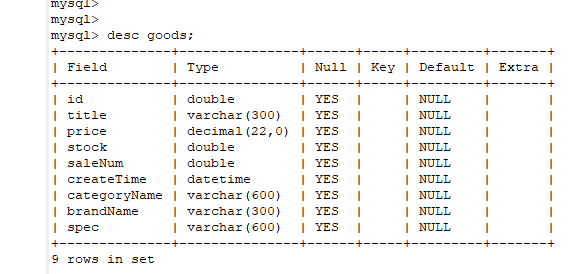 mysql>
mysql>
mysql> desc goods;
+--------------+---------------+------+-----+---------+-------+
| Field        | Type          | Null | Key | Default | Extra |
+--------------+---------------+------+-----+---------+-------+
| id           | double        | YES  |     | NULL    |       |
| title        | varchar(300)  | YES  |     | NULL    |       |
| price        | decimal(22,0) | YES  |     | NULL    |       |
| stock        | double        | YES  |     | NULL    |       |
| saleNum      | double        | YES  |     | NULL    |       |
| createTime   | datetime      | YES  |     | NULL    |       |
| categoryName | varchar(600)  | YES  |     | NULL    |       |
| brandName    | varchar(300)  | YES  |     | NULL    |       |
| spec         | varchar(600)  | YES  |     | NULL    |       |
+--------------+---------------+------+-----+---------+-------+
9 rows in set